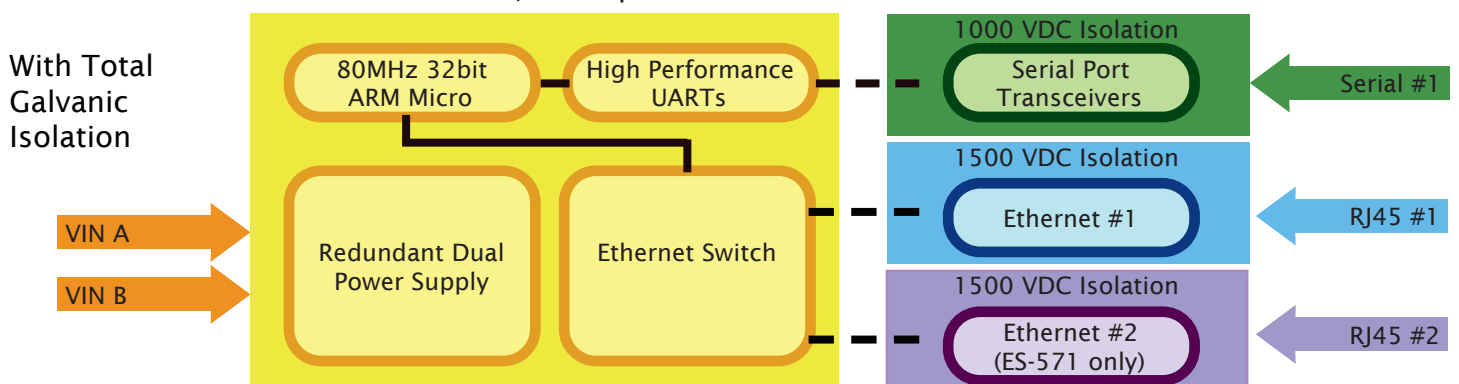 With Total
Galvanic
Isolation
80MHz 32bit
ARM Micro
High Performance
UARTs
1000 VDC Isolation
Serial Port
Transceivers
Serial #1
VIN A
VIN B
Redundant Dual
Power Supply
Ethernet Switch
1500 VDC Isolation
Ethernet #1
RJ45 #1
1500 VDC Isolation
Ethernet #2
(ES-571 only)
RJ45 #2